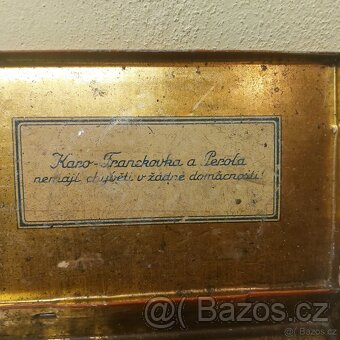 Karo-Franckovka a Perola
nemají chyběti v žádné domácnosti!
Bazos.cz
Bazos.cz